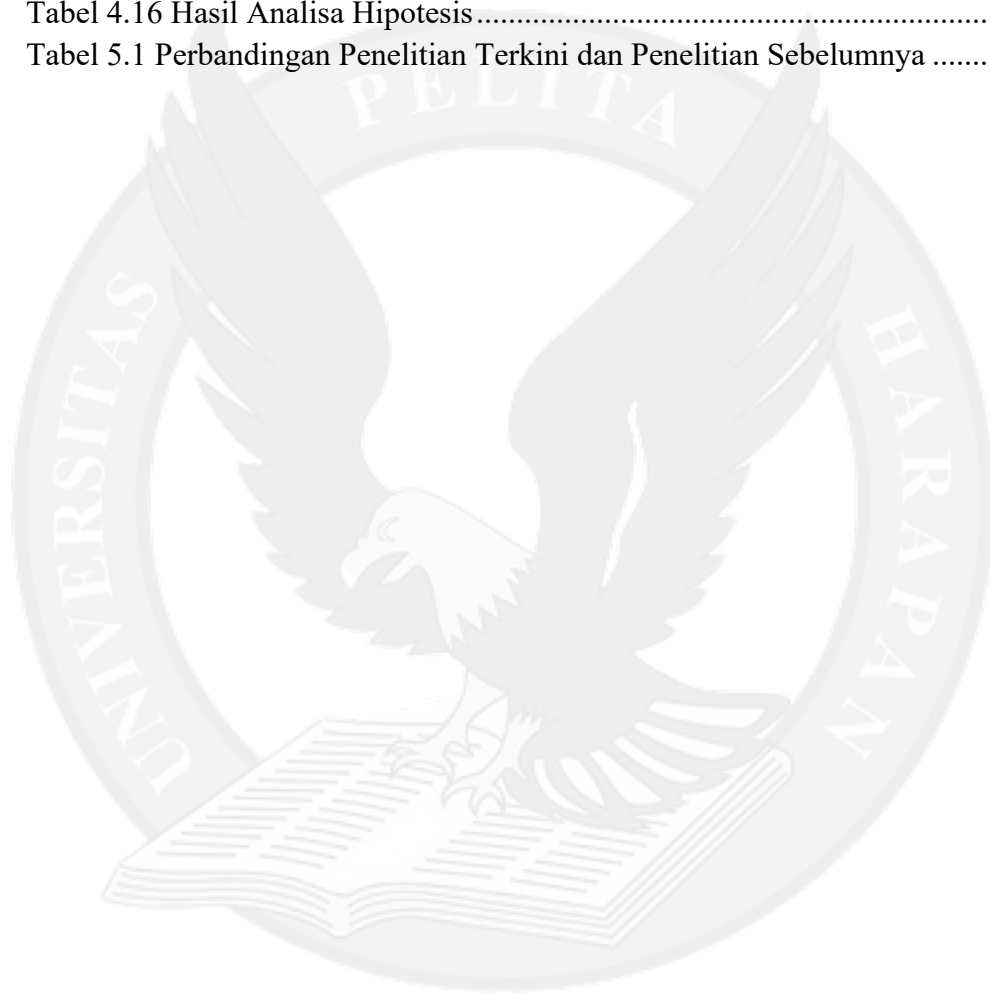 Tabel 4.16 Hasil Analisa Hipotesis.................................................................
Tabel 5.1 Perbandingan Penelitian Terkini dan Penelitian Sebelumnya .......
UNIVERSITAS PELITA HARAPAN